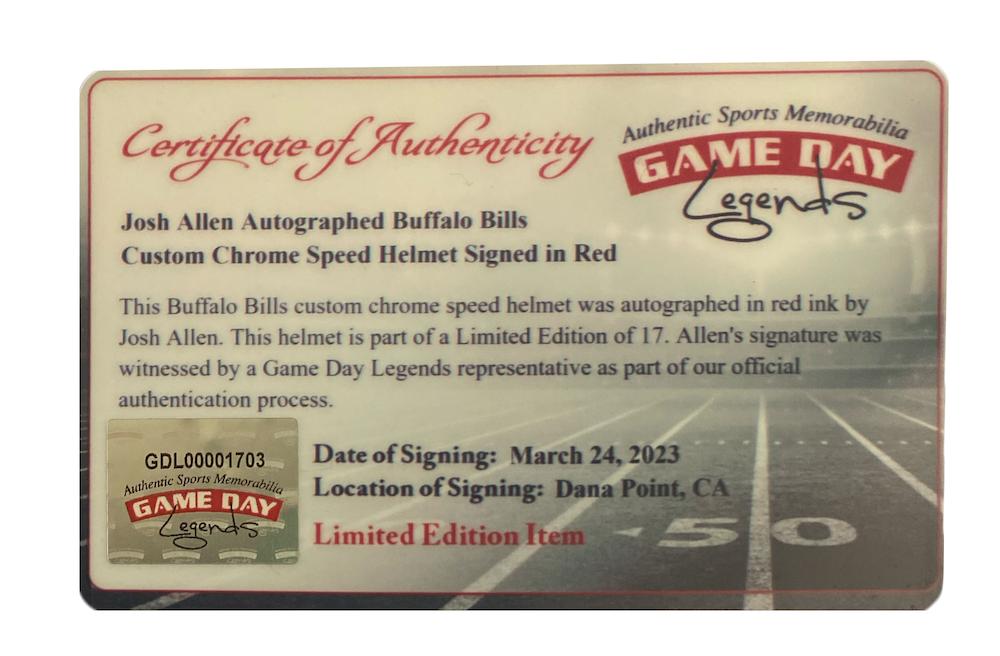 Certificate of Authenticity
Authentic Sports Memorabilia
GAME DAY
Legends
Josh Allen Autographed Buffalo Bills
Custom Chrome Speed Helmet Signed in Red
This Buffalo Bills custom chrome speed helmet was autographed in red ink by
Josh Allen. This helmet is part of a Limited Edition of 17. Allen's signature was
witnessed by a Game Day Legends representative as part of our official
authentication process.
GDL00001703
Authentic Sports Memorabilia
GAME DAY
Legends
Date of Signing: March 24, 2023
Location of Signing: Dana Point, CA
Limited Edition Item
50